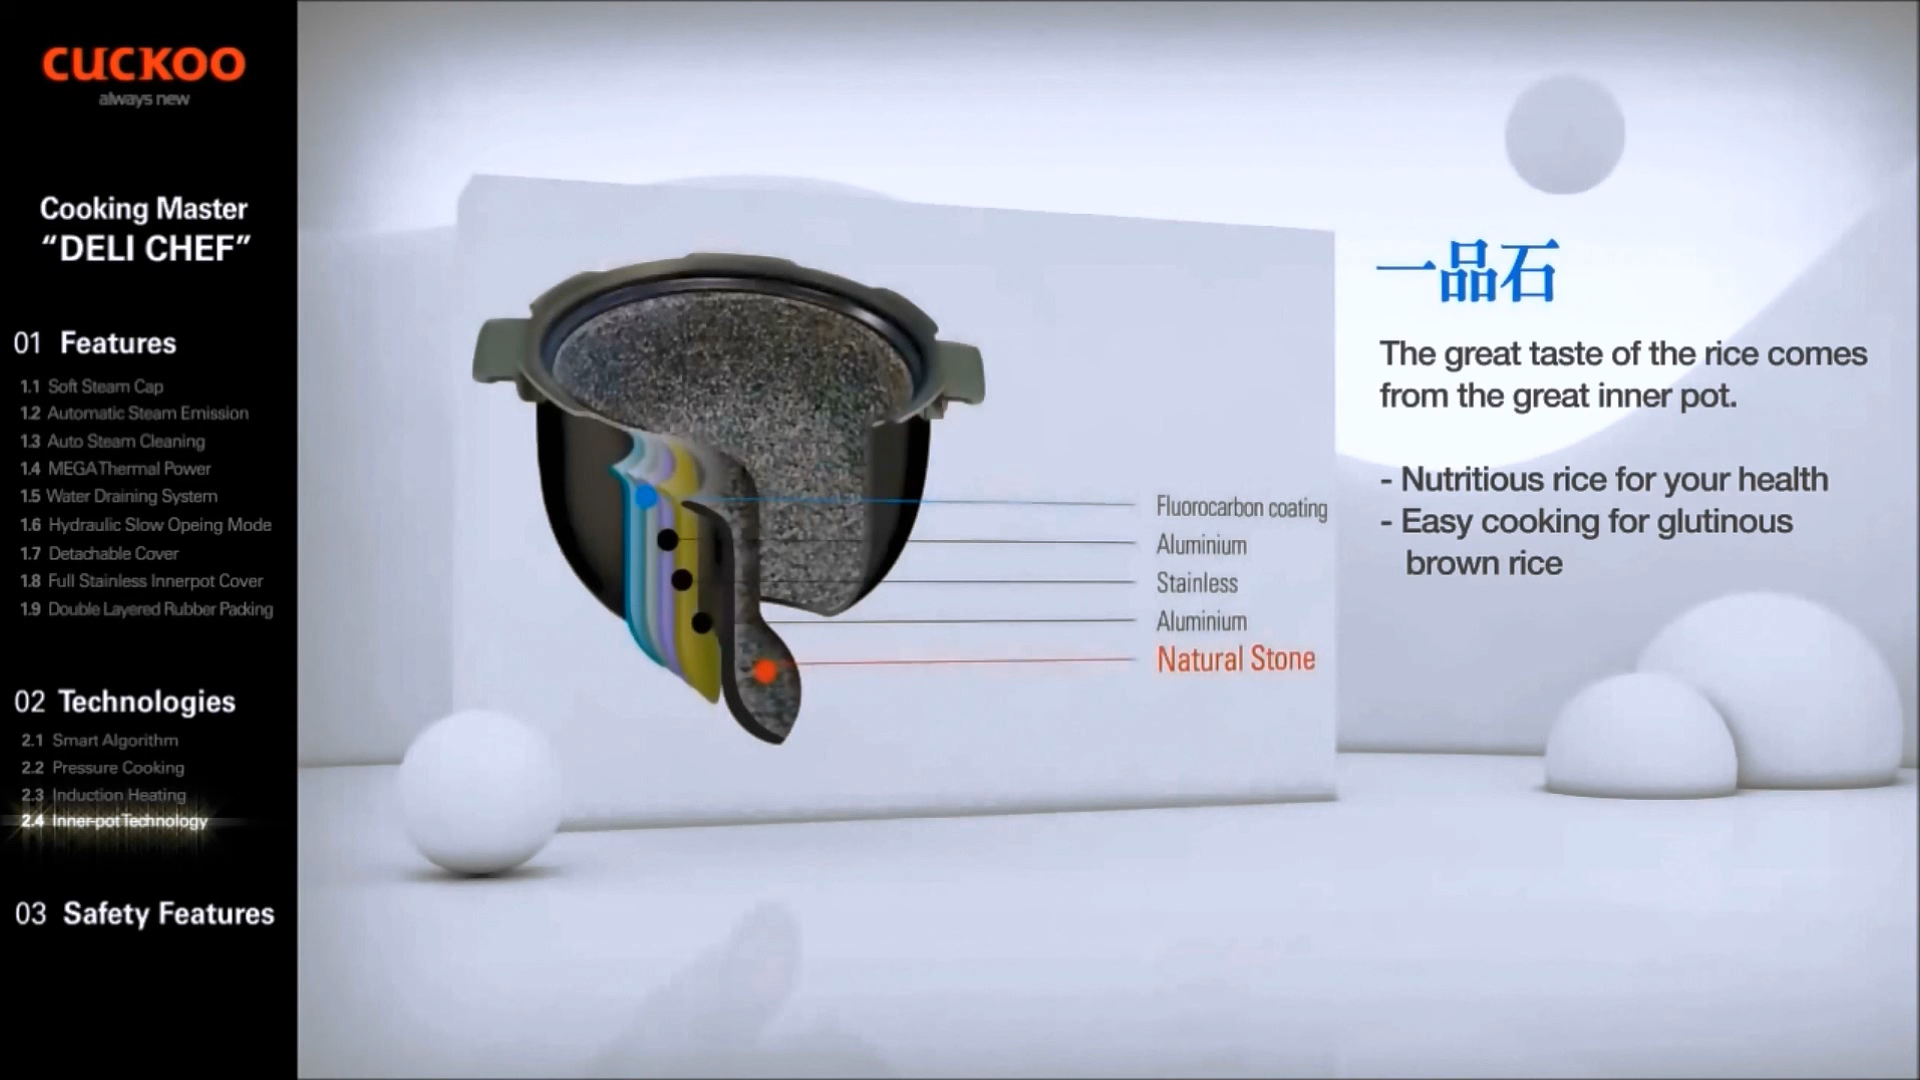 CUCKOO
always new
Cooking Master
“DELI CHEF”
01 Features
1.1 Soft Steam Cap
1.2 Automatic Steam Emission
1.3 Auto Steam Cleaning
1.4 MEGA Thermal Power
1.5 Water Draining System
1.6 Hydraulic Slow Opeing Mode
1.7 Detachable Cover
1.8 Full Stainless Innerpot Cover
1.9 Double Layered Rubber Packing
02 Technologies
2.1 Smart Algorithm
2.2 Pressure Cooking
2.3 Induction Heating
2.4 Inner-pot Technology
03 Safety Features
Fluorocarbon coating
Aluminium
Stainless
Aluminium
Natural Stone
一品石
The great taste of the rice comes
from the great inner pot.
- Nutritious rice for your health
- Easy cooking for glutinous
brown rice